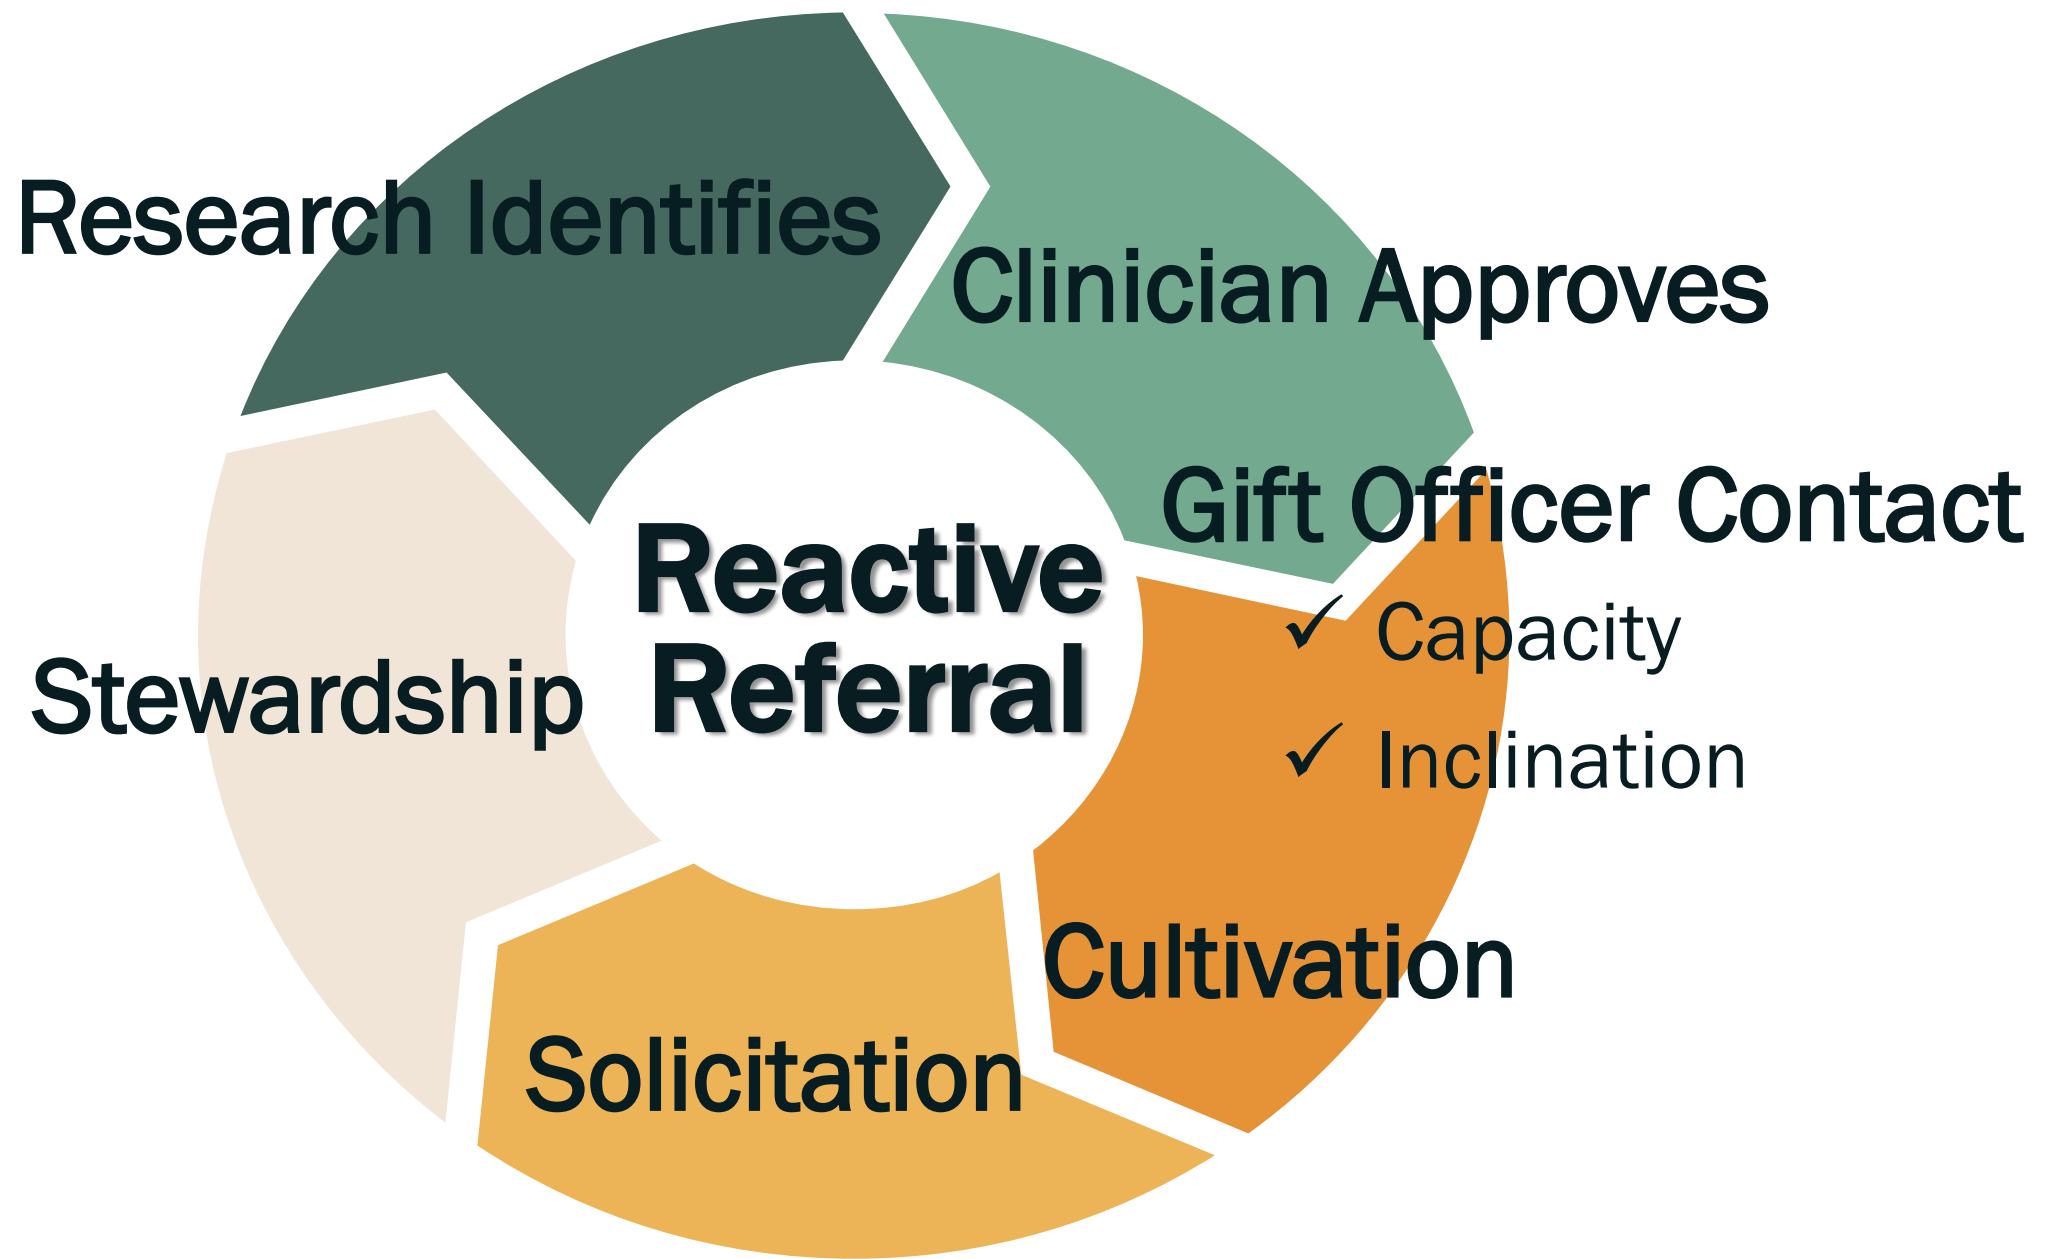 Research Identifies
Clinician Approves
Gift Officer Contact
✓ Capacity
✓ Inclination
Cultivation
Solicitation
Stewardship
Reactive
Referral